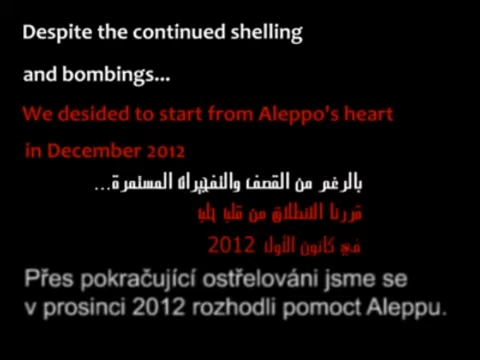 Despite the continued shelling
and bombings...
We desided to start from Aleppo's heart
in December 2012
بالرغم من القصف والتفجيرات المستمرة...
قررنا الانطلاق من قلب حلب
في كانون الأول 2012
Přes pokračující ostřelováni jsme se
v prosinci 2012 rozhodli pomoct Aleppu.